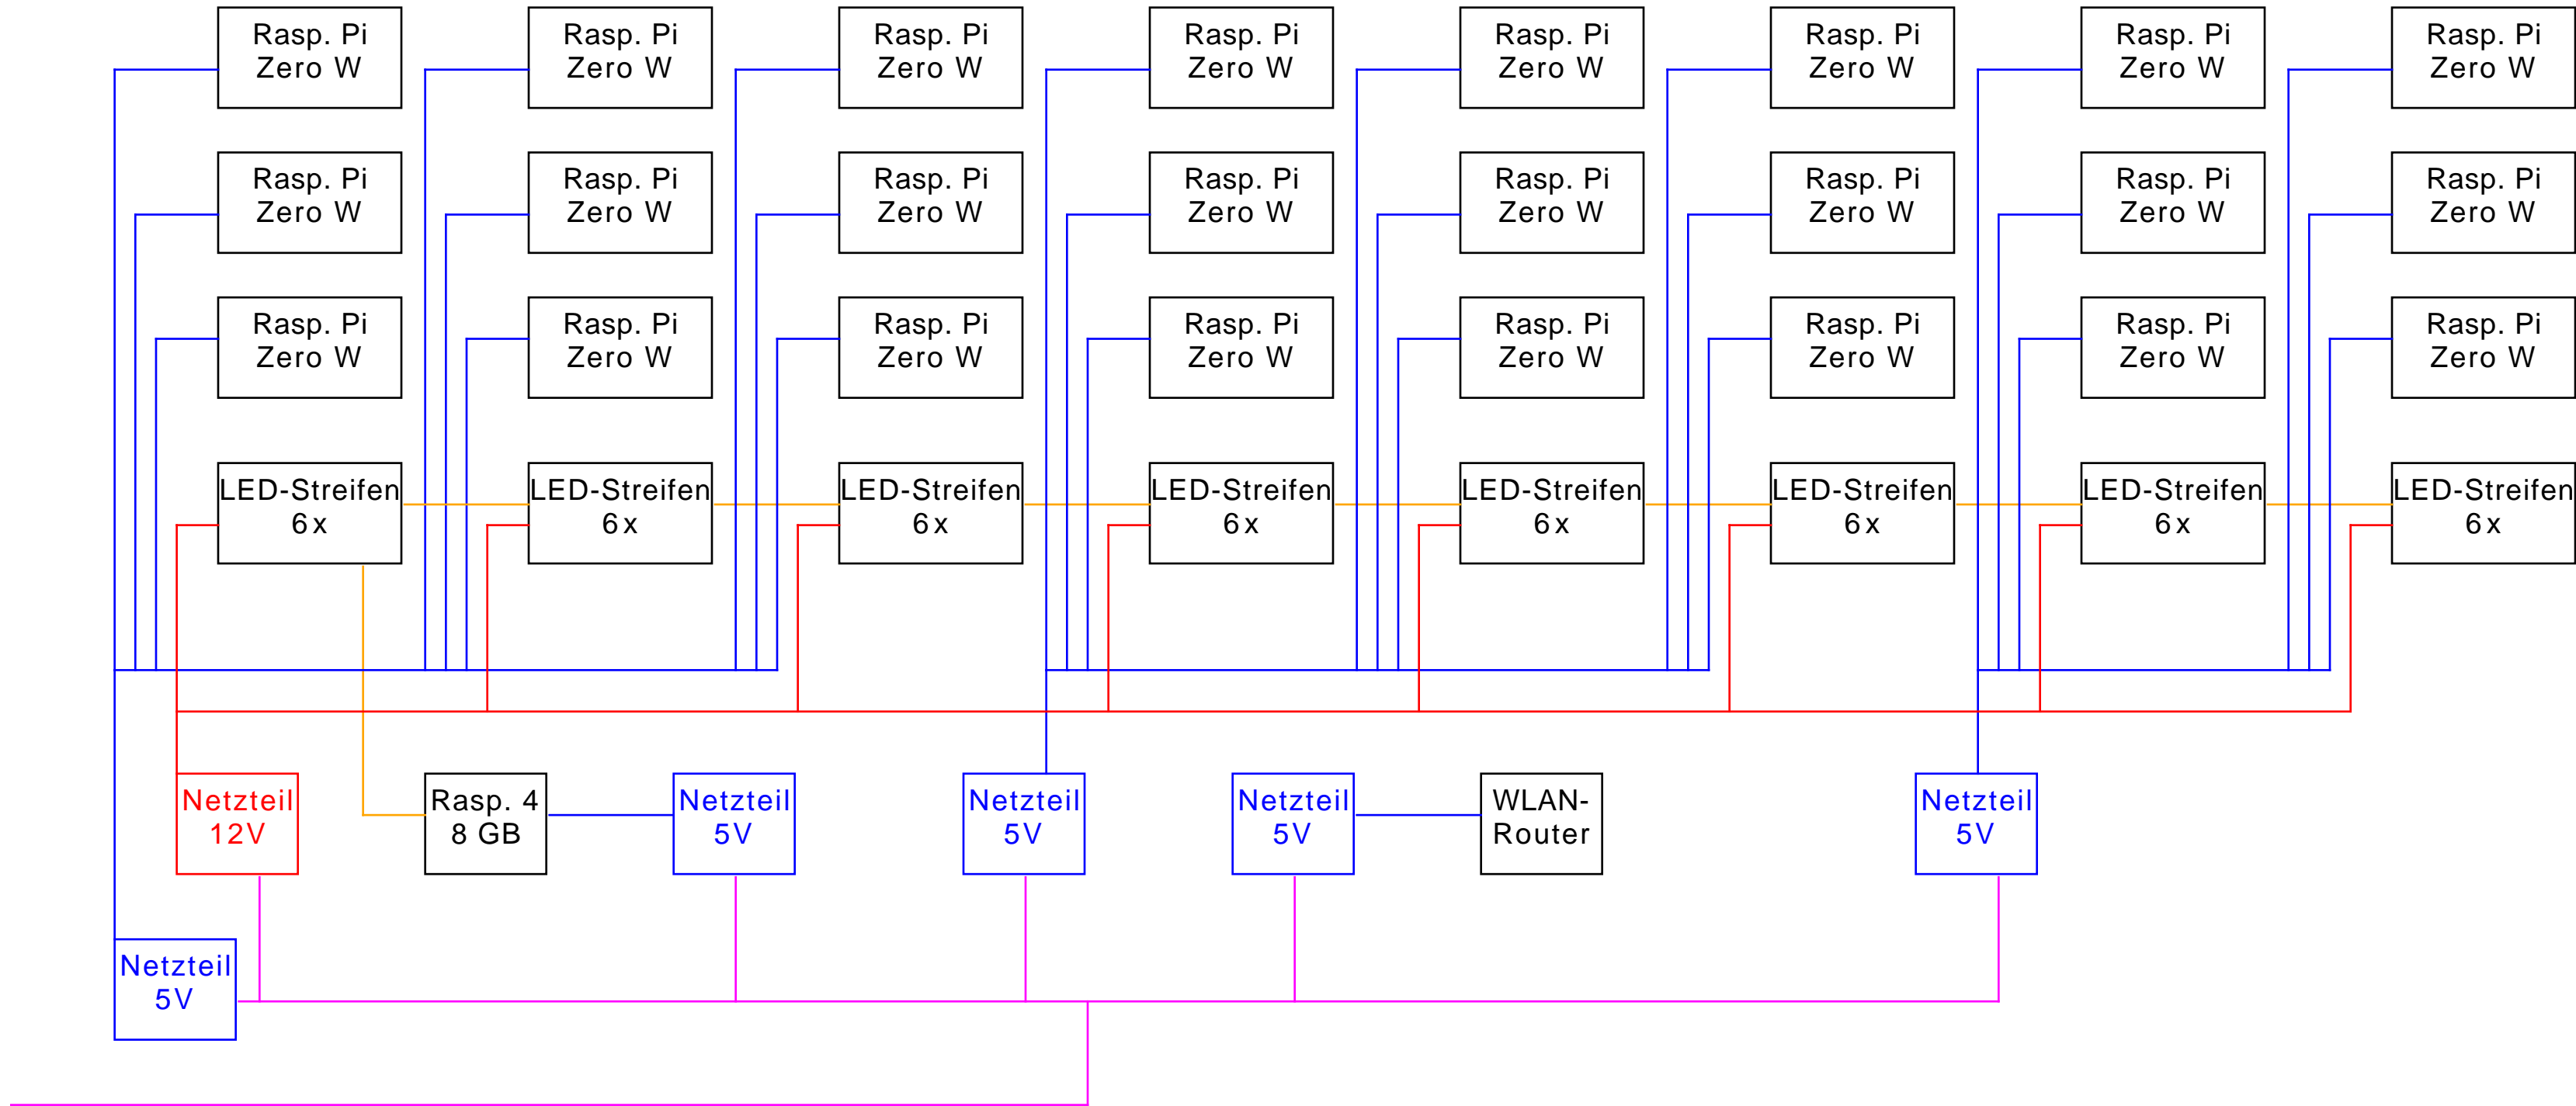 Rasp. Pi
Zero W
Rasp. Pi
Zero W
Rasp. Pi
Zero W
Rasp. Pi
Zero W
Rasp. Pi
Zero W
Rasp. Pi
Zero W
Rasp. Pi
Zero W
Rasp. Pi
Zero W
Rasp. Pi
Zero W
Rasp. Pi
Zero W
Rasp. Pi
Zero W
Rasp. Pi
Zero W
Rasp. Pi
Zero W
Rasp. Pi
Zero W
Rasp. Pi
Zero W
Rasp. Pi
Zero W
Rasp. Pi
Zero W
Rasp. Pi
Zero W
Rasp. Pi
Zero W
Rasp. Pi
Zero W
Rasp. Pi
Zero W
Rasp. Pi
Zero W
Rasp. Pi
Zero W
Rasp. Pi
Zero W
LED-Streifen
6x
LED-Streifen
6x
LED-Streifen
6x
LED-Streifen
6x
LED-Streifen
6x
LED-Streifen
6x
LED-Streifen
6x
LED-Streifen
6x
Netzteil
12V
Rasp. 4
8 GB
Netzteil
5V
Netzteil
5V
Netzteil
5V
WLAN-
Router
Netzteil
5V
Netzteil
5V